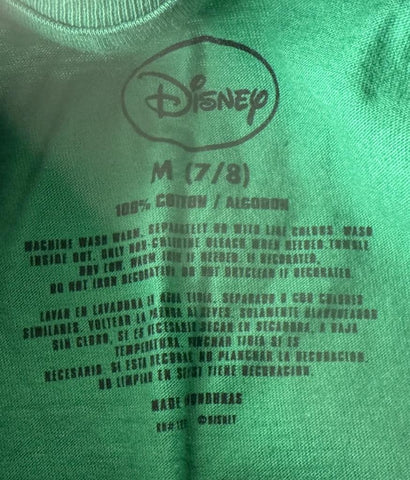 Disney
M (7/8)
100% COTTON / ALGODON
MACHINE WASH WARM. SEPARATELY OR WITH LIKE COLORS. WASH
INSIDE OUT. ONLY NON-CHLORINE BLEACH WHEN NEEDED TUMBLE
DRY LOW. WARM IRON IF NEEDED. IF DECORATED.
DO NOT IRON DECORATION. DO NOT DRYCLEAN IF DECORATED.
LAVAR EN LAVADORA EN AGUA TIBIA. SEPARADO O CON COLORES
SIMILARES. VOLTEAR LA PRENDA AL REVES. SOLAMENTE BLANQUEADOR
SIN CLORO, SI ES NECESARIO SECAR EN SECADORA, A BAJA
TEMPERATURA. PLANCHAR TIBIA SI ES
NECESARIO. SI ESTA DECORADO NO PLANCHAR LA DECORACION.
NO LIMPIAR EN SI TIENE DECORACION
MADE HONDURAS
RN# ©DISNEY